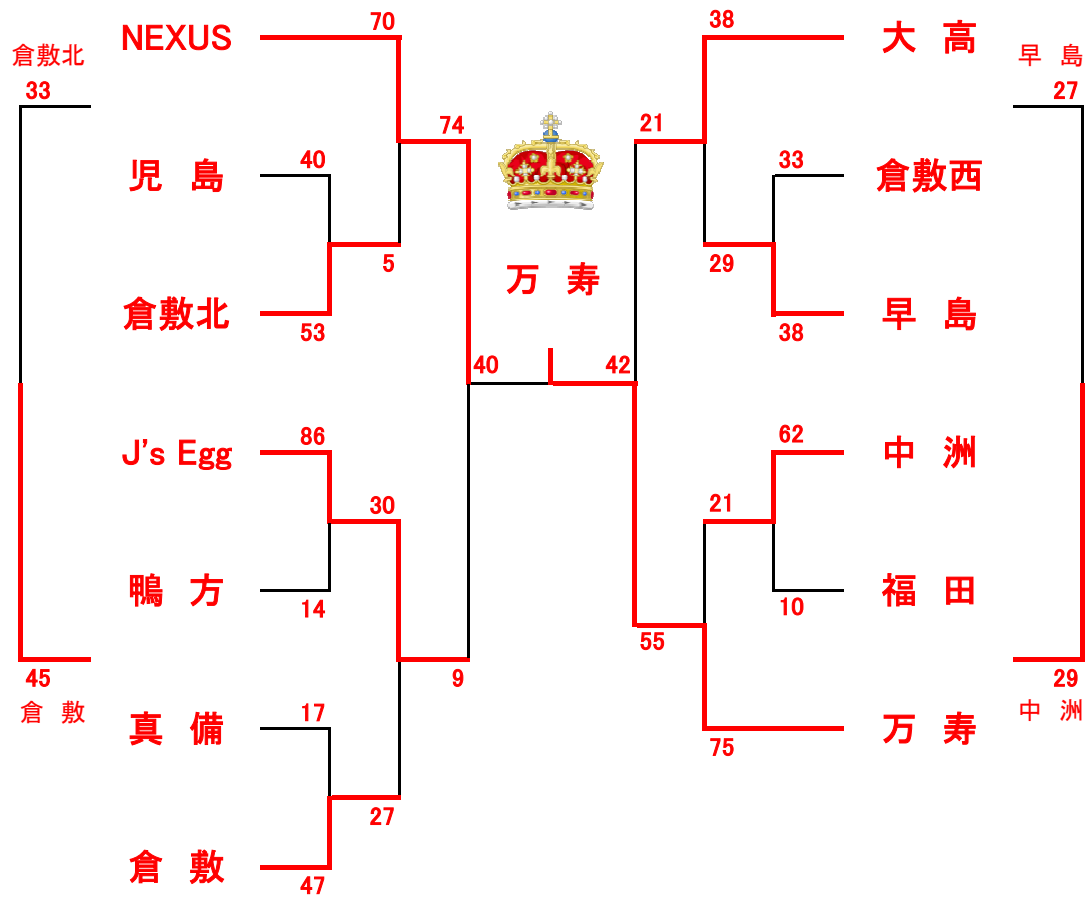 70
38
NEXUS
大 高
倉敷北
早 島
33
27
74
21
40
33
児 島
倉敷西
5
29
万 寿
倉敷北
早 島
53
38
40
42
86
62
J's Egg
中 洲
30
21
鴨 方
福 田
14
10
55
9
45
29
倉 敷
中 洲
17
真 備
万 寿
75
27
倉 敷
47